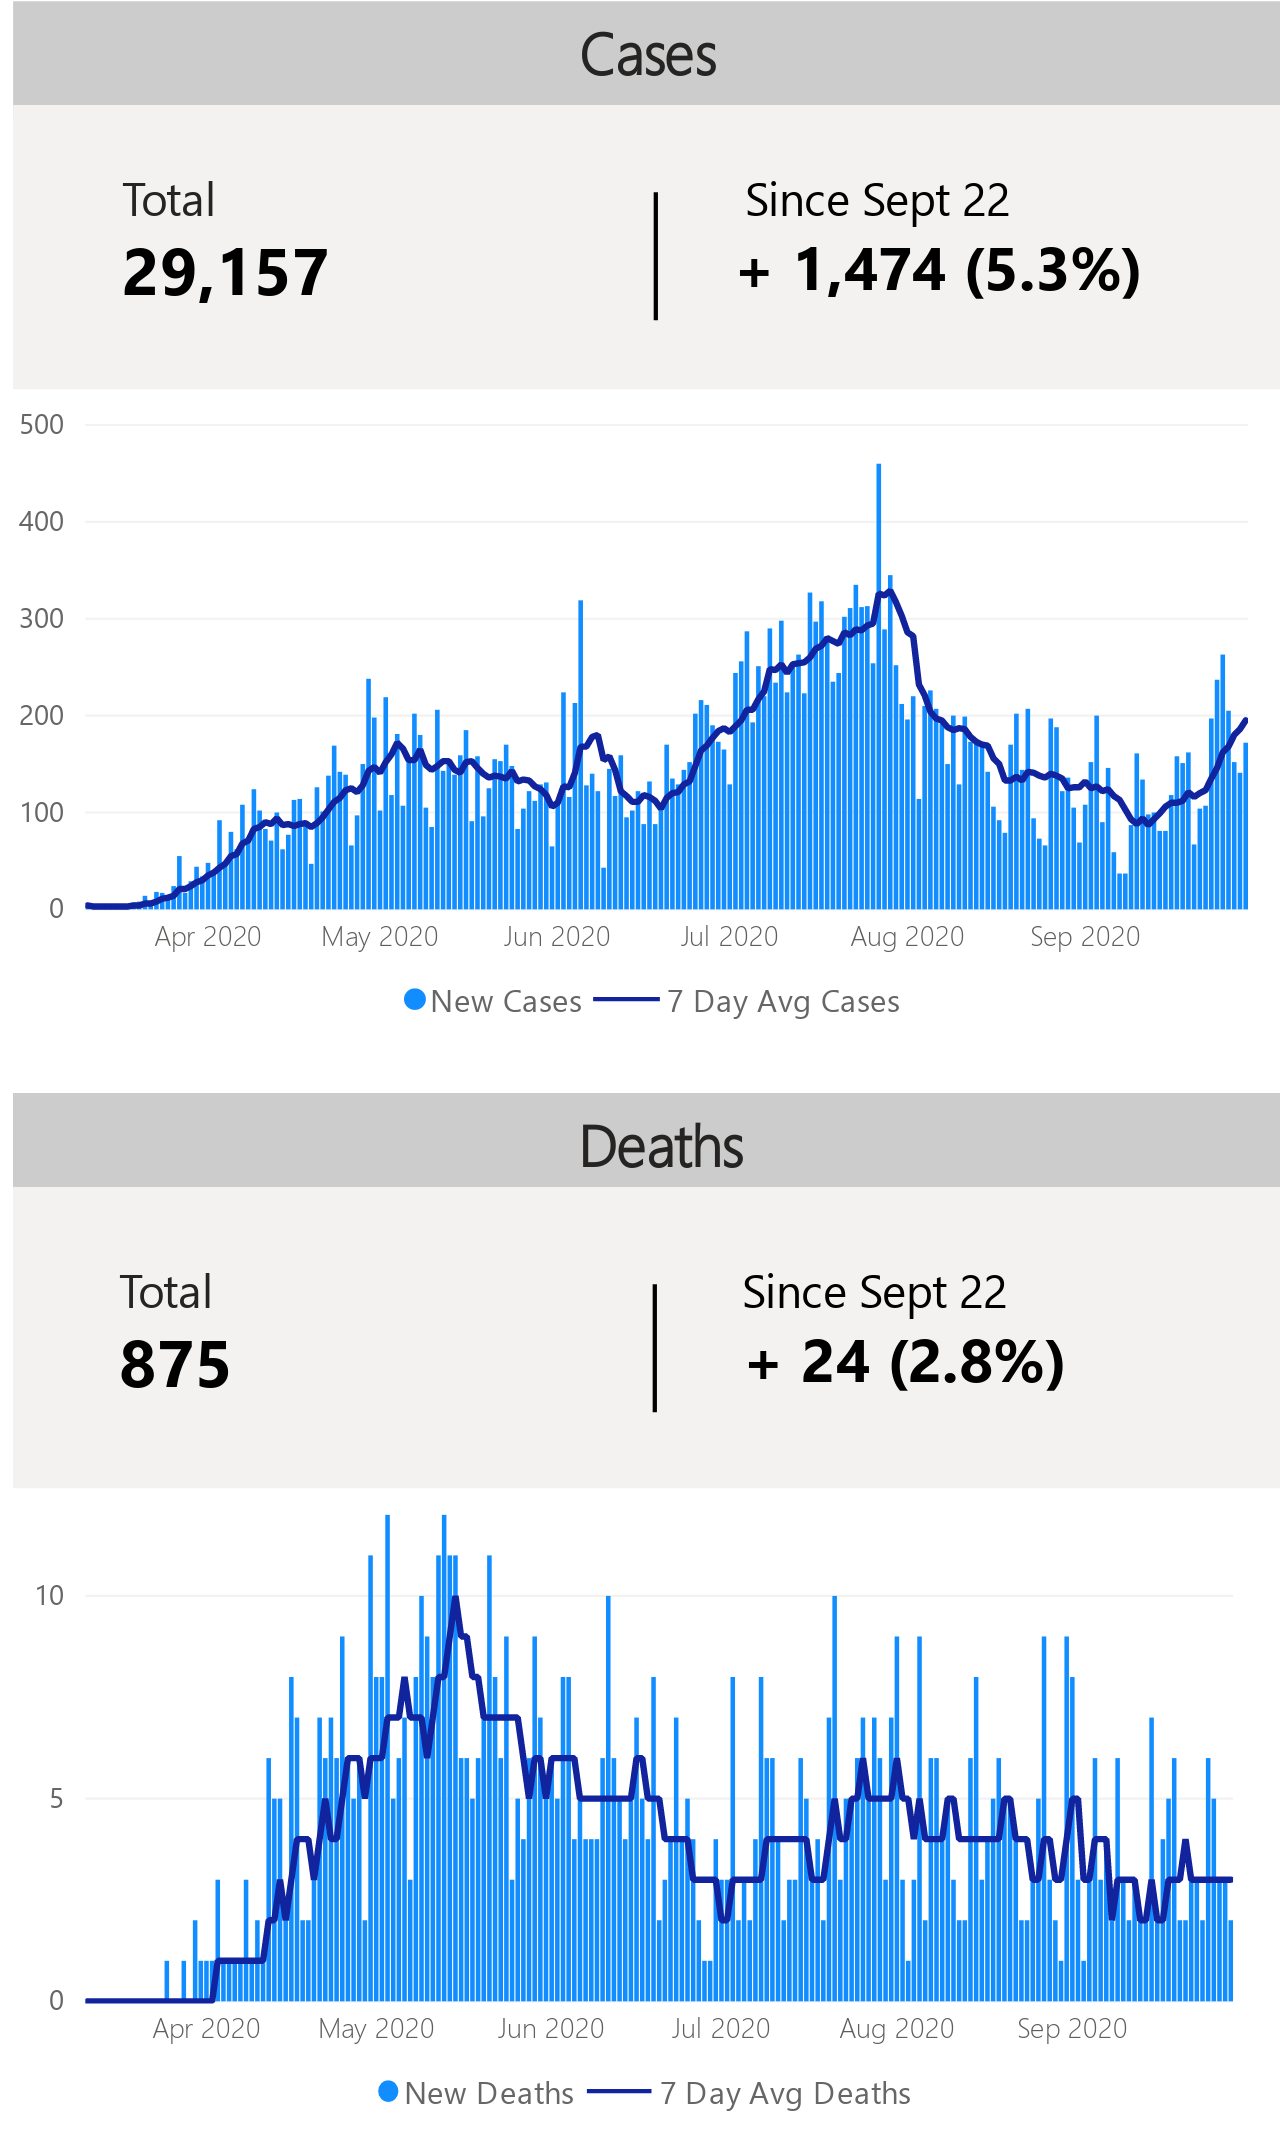 Cases
Total
Since Sept 22
29,157
+ 1,474 (5.3%)
500
400
300
200
100
0
Apr 2020 May 2020 Jun 2020 Jul 2020 Aug 2020 Sep 2020
New Cases 7 Day Avg Cases
Deaths
Total
Since Sept 22
875
+ 24 (2.8%)
10
5
0
Apr 2020 May 2020 Jun 2020 Jul 2020 Aug 2020 Sep 2020
New Deaths 7 Day Avg Deaths